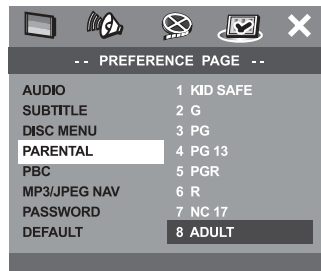 -- PREFERENCE PAGE --
AUDIO 1 KID SAFE
SUBTITLE 2 G
DISC MENU 3 PG
PARENTAL 4 PG 13
PBC 5 PGR
MP3/JPEG NAV 6 R
PASSWORD 7 NC 17
DEFAULT 8 ADULT